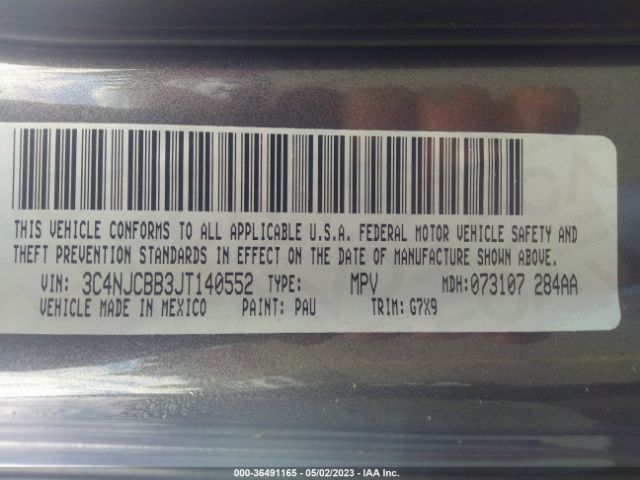 THIS VEHICLE CONFORMS TO ALL APPLICABLE U.S.A. FEDERAL MOTOR VEHICLE SAFETY AND
THEFT PREVENTION STANDARDS IN EFFECT ON THE DATE OF MANUFACTURE SHOWN ABOVE.
VIN: 3C4NJCBB3JT140552 TYPE: MPV MDH: 073107 284AA
VEHICLE MADE IN MEXICO PAINT: PAU TRIM: G7X9
000-36491165 - 05/02/2023 - IAA Inc.